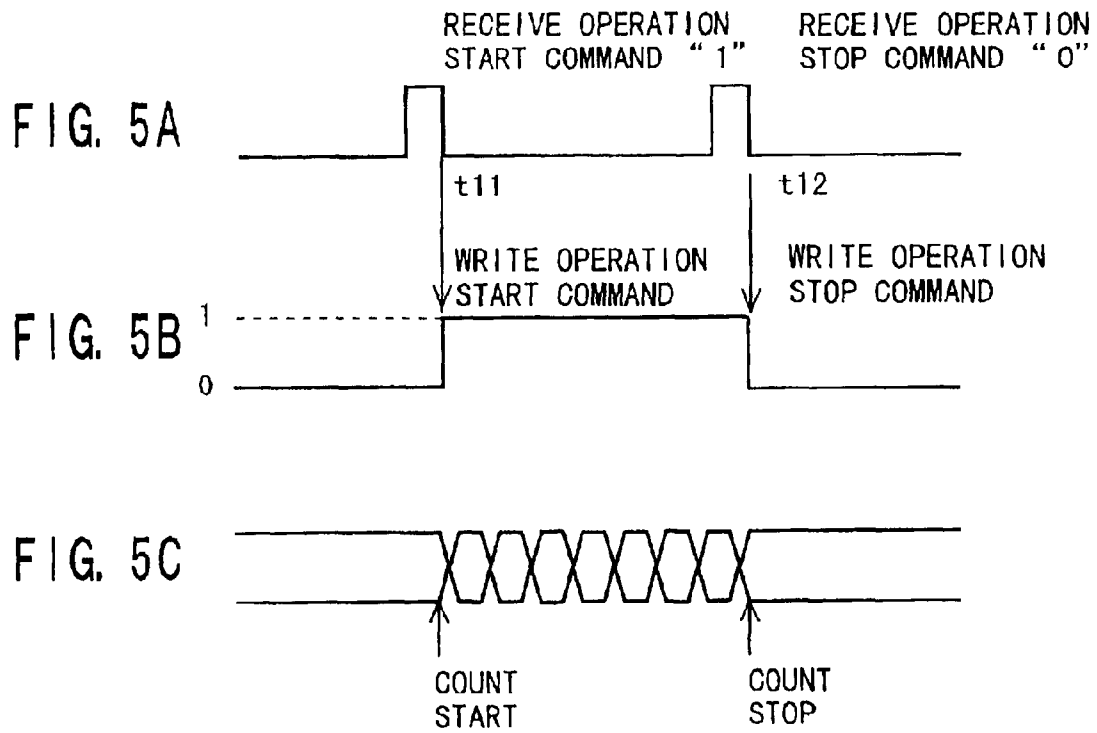 RECEIVE OPERATION
START COMMAND “1”
RECEIVE OPERATION
STOP COMMAND “0”
FIG. 5A
t11
t12
WRITE OPERATION
START COMMAND
WRITE OPERATION
STOP COMMAND
FIG. 5B
1
0
FIG. 5C
COUNT
START
COUNT
STOP